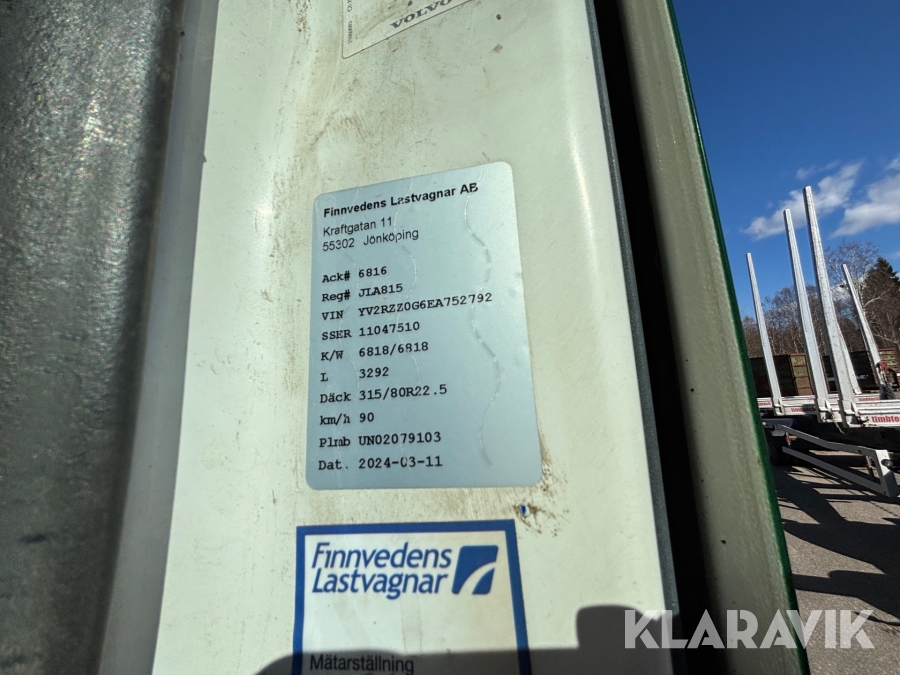 VOLVO
Finnvedens Lastvagnar AB
Kraftgatan 11
55302 Jönköping
Ack# 6816
Reg# JLA815
VIN YV2RZZ0G6EA752792
SSER 11047510
K/W 6818/6818
L 3292
Däck 315/80R22.5
km/h 90
Plmb UN02079103
Dat. 2024-03-11
Finnvedens
Lastvagnar
Mätarställning
timbte
KLARAVIK